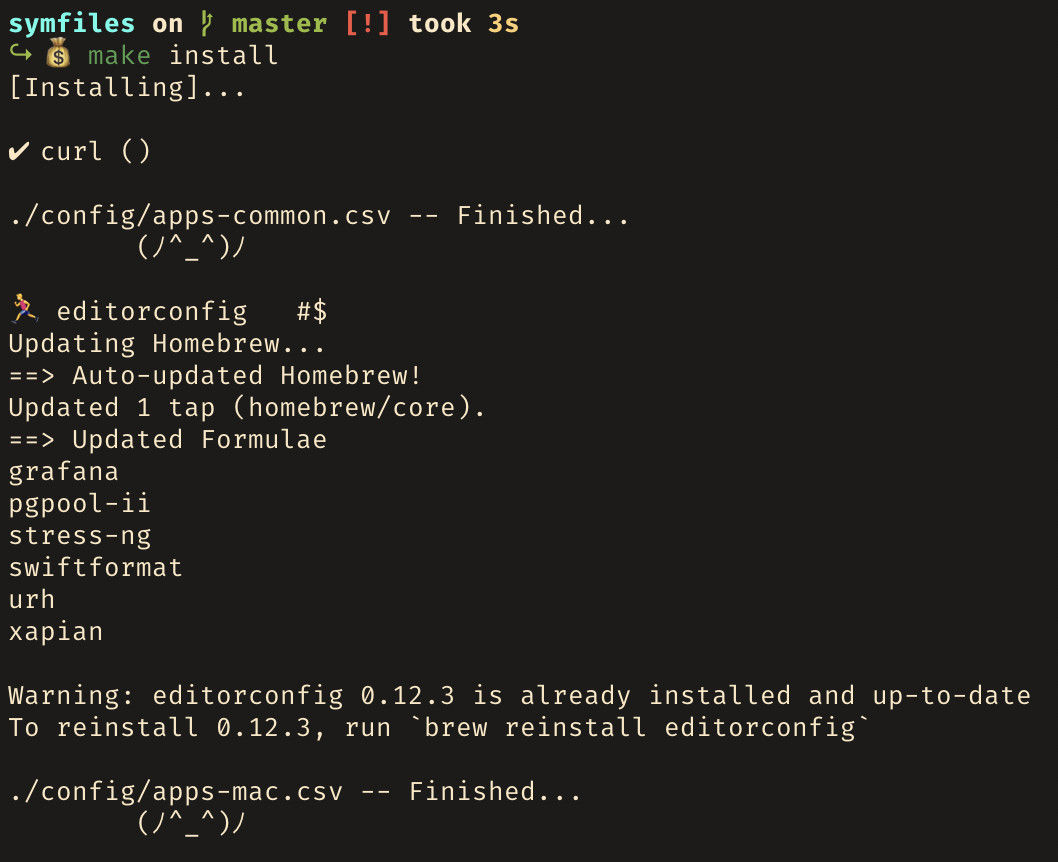 symfiles on master [!] took 3s
↪ 💰 make install
[Installing]...
✔ curl ()
./config/apps-common.csv -- Finished...
(ﾉ^_^)ﾉ
🏃 editorconfig #$
Updating Homebrew...
==> Auto-updated Homebrew!
Updated 1 tap (homebrew/core).
==> Updated Formulae
grafana
pgpool-ii
stress-ng
swiftformat
urh
xapian
Warning: editorconfig 0.12.3 is already installed and up-to-date
To reinstall 0.12.3, run `brew reinstall editorconfig`
./config/apps-mac.csv -- Finished...
(ﾉ^_^)ﾉ